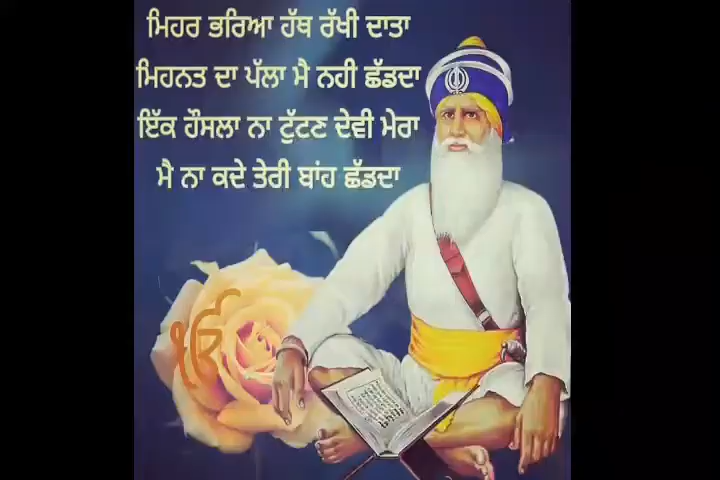 ਮਿਹਰ ਭਰਿਆ ਹੱਥ ਰੱਖੀ ਦਾਤਾ
ਮਿਹਨਤ ਦਾ ਪੱਲਾ ਮੈ ਨਹੀ ਛੱਡਦਾ
ਇੱਕ ਹੌਸਲਾ ਨਾ ਟੁੱਟਣ ਦੇਵੀ ਮੇਰਾ
ਮੈ ਨਾ ਕਦੇ ਤੇਰੀ ਬਾਂਹ ਛੱਡਦਾ
ੴ